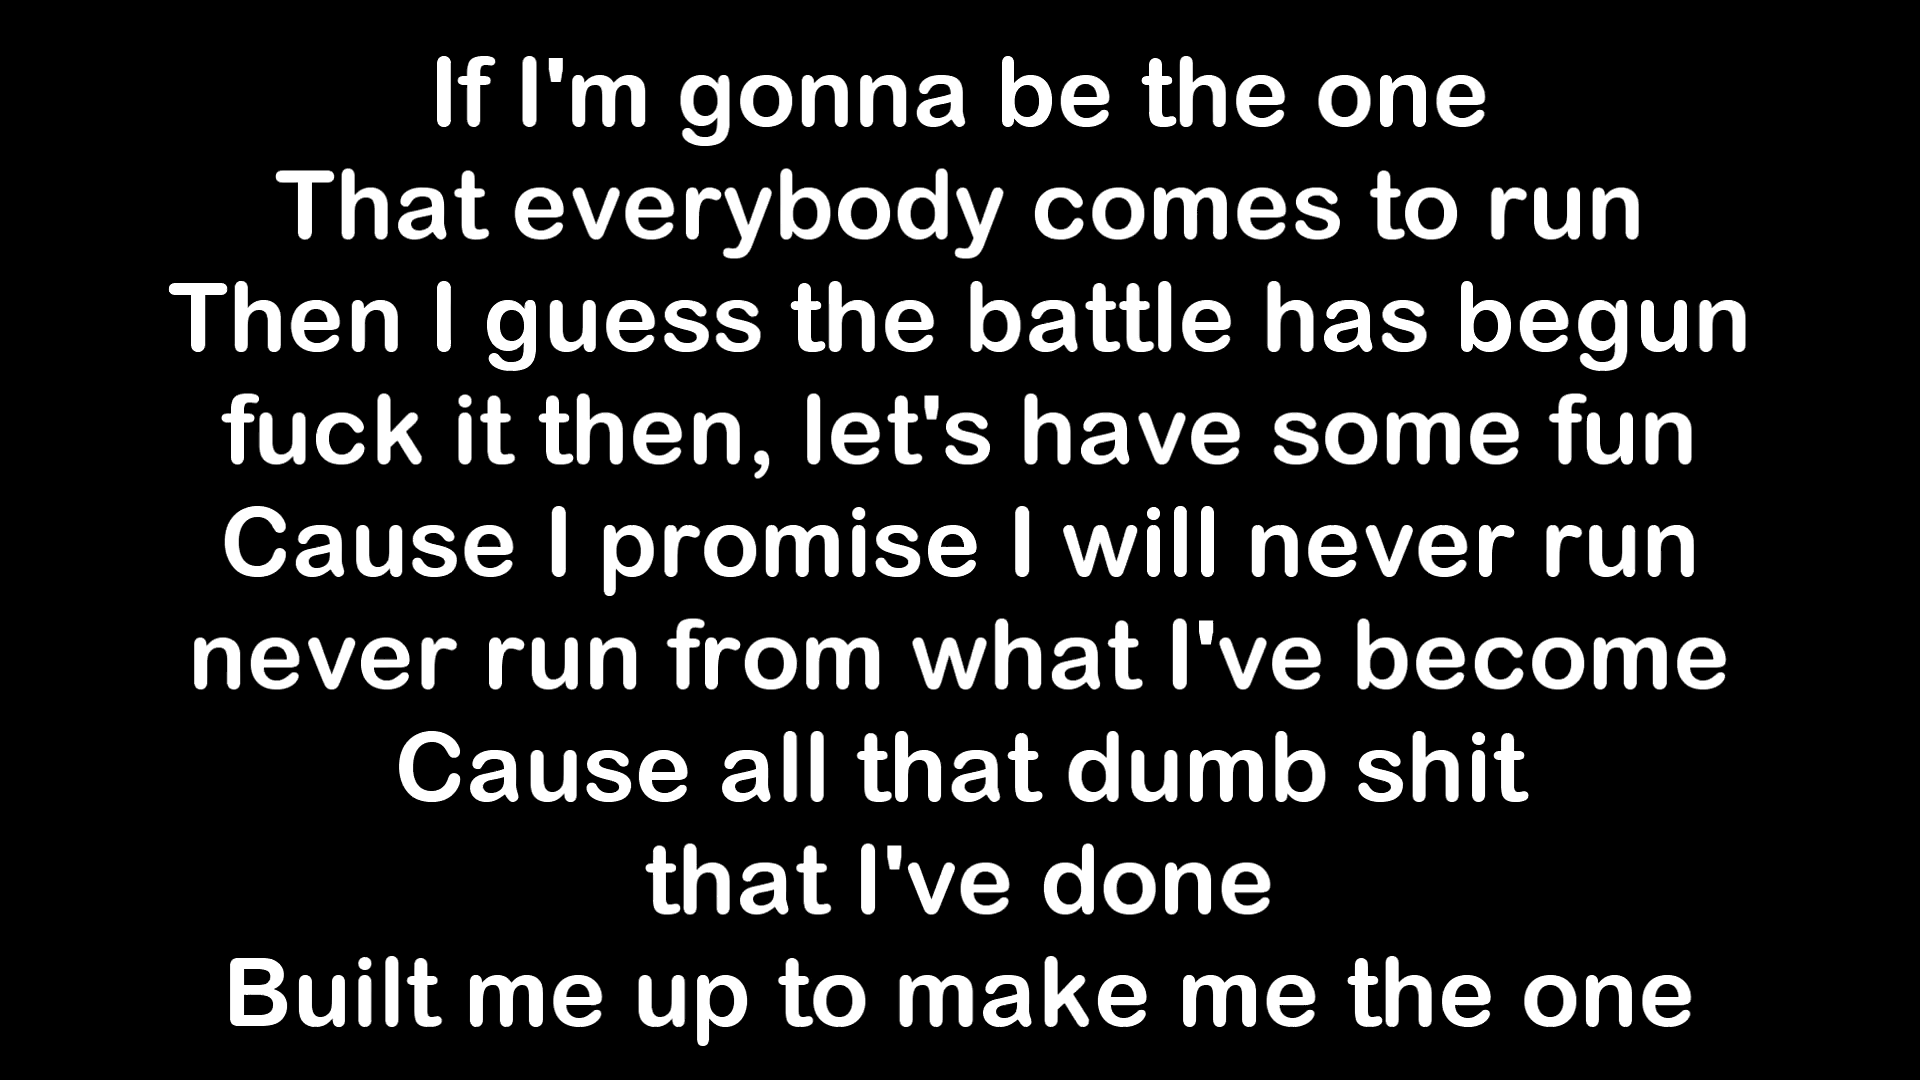 If I'm gonna be the one
That everybody comes to run
Then I guess the battle has begun
fuck it then, let's have some fun
Cause I promise I will never run
never run from what I've become
Cause all that dumb shit
that I've done
Built me up to make me the one